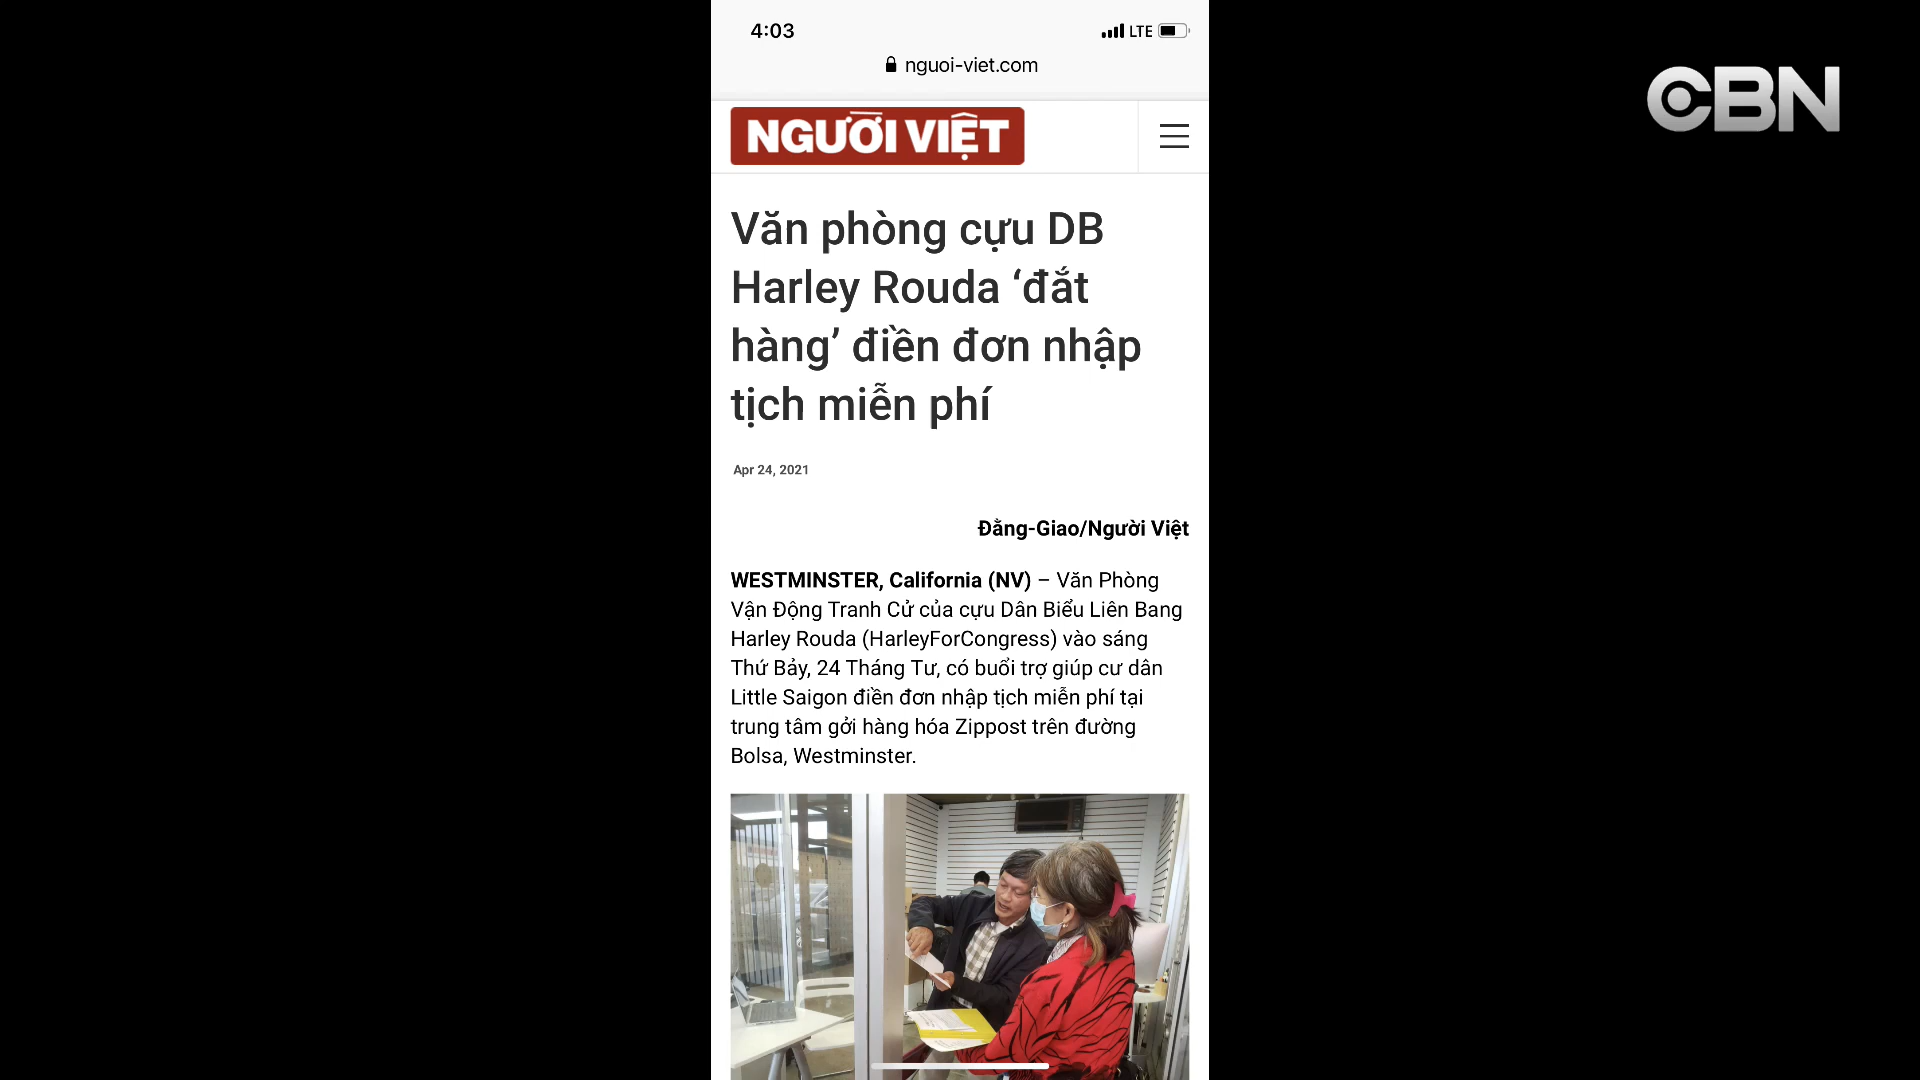 4:03
LTE
nguoi-viet.com
CBN
NGƯỜI VIỆT
Văn phòng cựu DB
Harley Rouda ‘đắt
hàng’ điền đơn nhập
tịch miễn phí
Apr 24, 2021
Đằng-Giao/Người Việt
WESTMINSTER, California (NV) – Văn Phòng
Vận Động Tranh Cử của cựu Dân Biểu Liên Bang
Harley Rouda (HarleyForCongress) vào sáng
Thứ Bảy, 24 Tháng Tư, có buổi trợ giúp cư dân
Little Saigon điền đơn nhập tịch miễn phí tại
trung tâm gởi hàng hóa Zippost trên đường
Bolsa, Westminster.